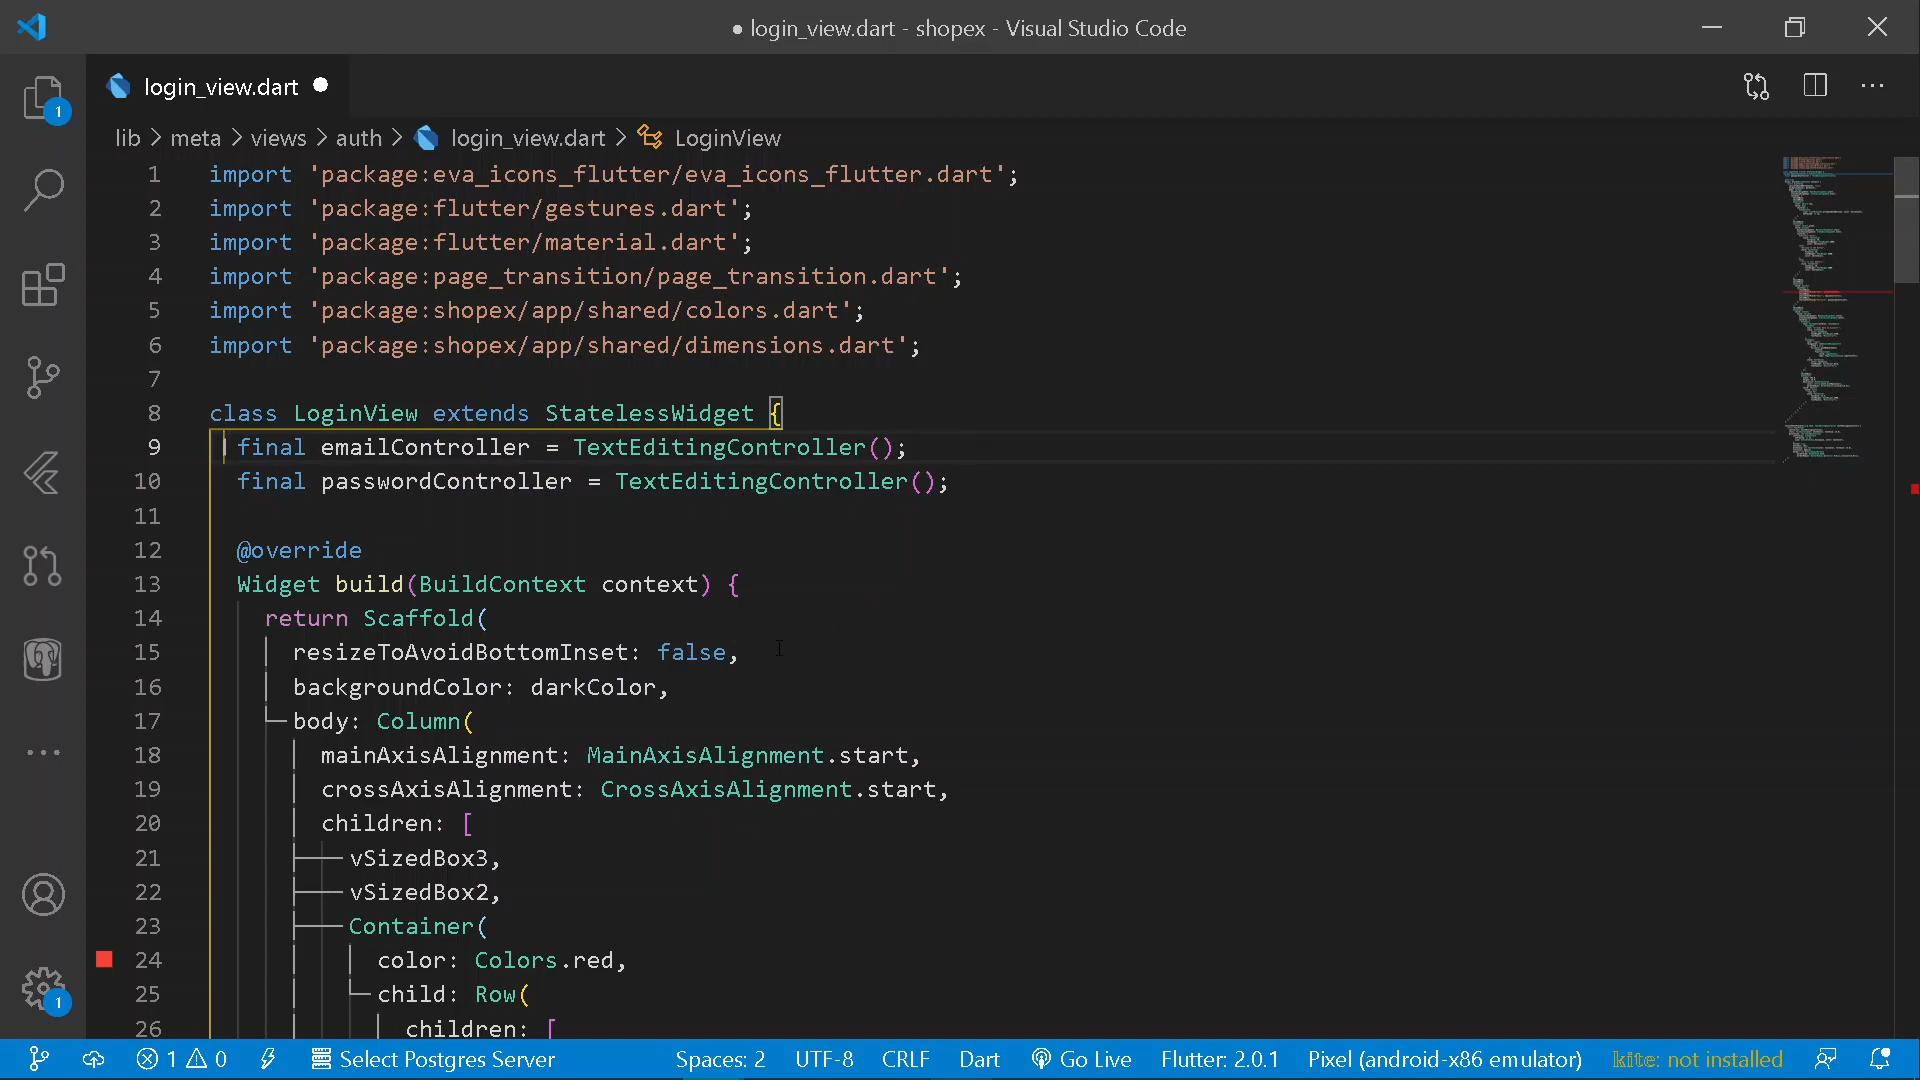 ● login_view.dart - shopex - Visual Studio Code
login_view.dart ●
lib > meta > views > auth > login_view.dart > LoginView
1 import 'package:eva_icons_flutter/eva_icons_flutter.dart';
2 import 'package:flutter/gestures.dart';
3 import 'package:flutter/material.dart';
4 import 'package:page_transition/page_transition.dart';
5 import 'package:shopex/app/shared/colors.dart';
6 import 'package:shopex/app/shared/dimensions.dart';
7
8 class LoginView extends StatelessWidget {
9 final emailController = TextEditingController();
10 final passwordController = TextEditingController();
11
12 @override
13 Widget build(BuildContext context) {
14 return Scaffold(
15 resizeToAvoidBottomInset: false,
16 backgroundColor: darkColor,
17 body: Column(
18 mainAxisAlignment: MainAxisAlignment.start,
19 crossAxisAlignment: CrossAxisAlignment.start,
20 children: [
21 vSizedBox3,
22 vSizedBox2,
23 Container(
24 color: Colors.red,
25 child: Row(
26 children: [
1
1
1 0 Select Postgres Server Spaces: 2 UTF-8 CRLF Dart Go Live Flutter: 2.0.1 Pixel (android-x86 emulator) kite: not installed